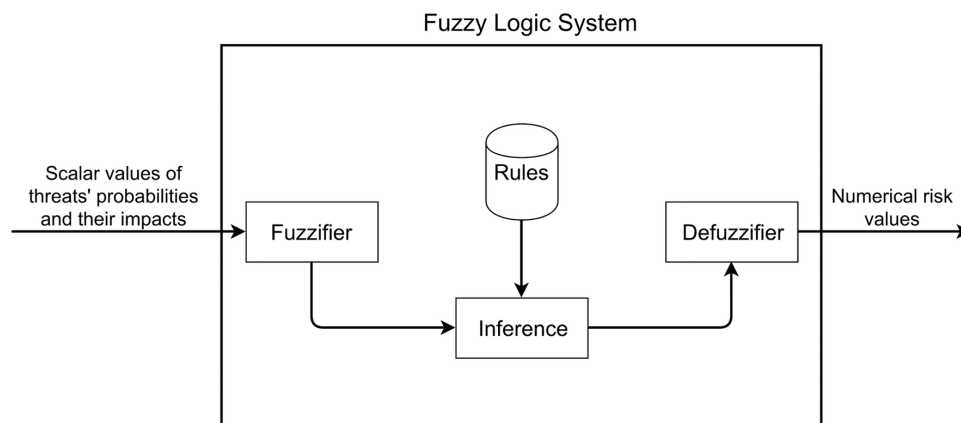 Fuzzy Logic System
Scalar values of
threats' probabilities
and their impacts
Rules
Numerical risk
values
Fuzzifier
Defuzzifier
Inference